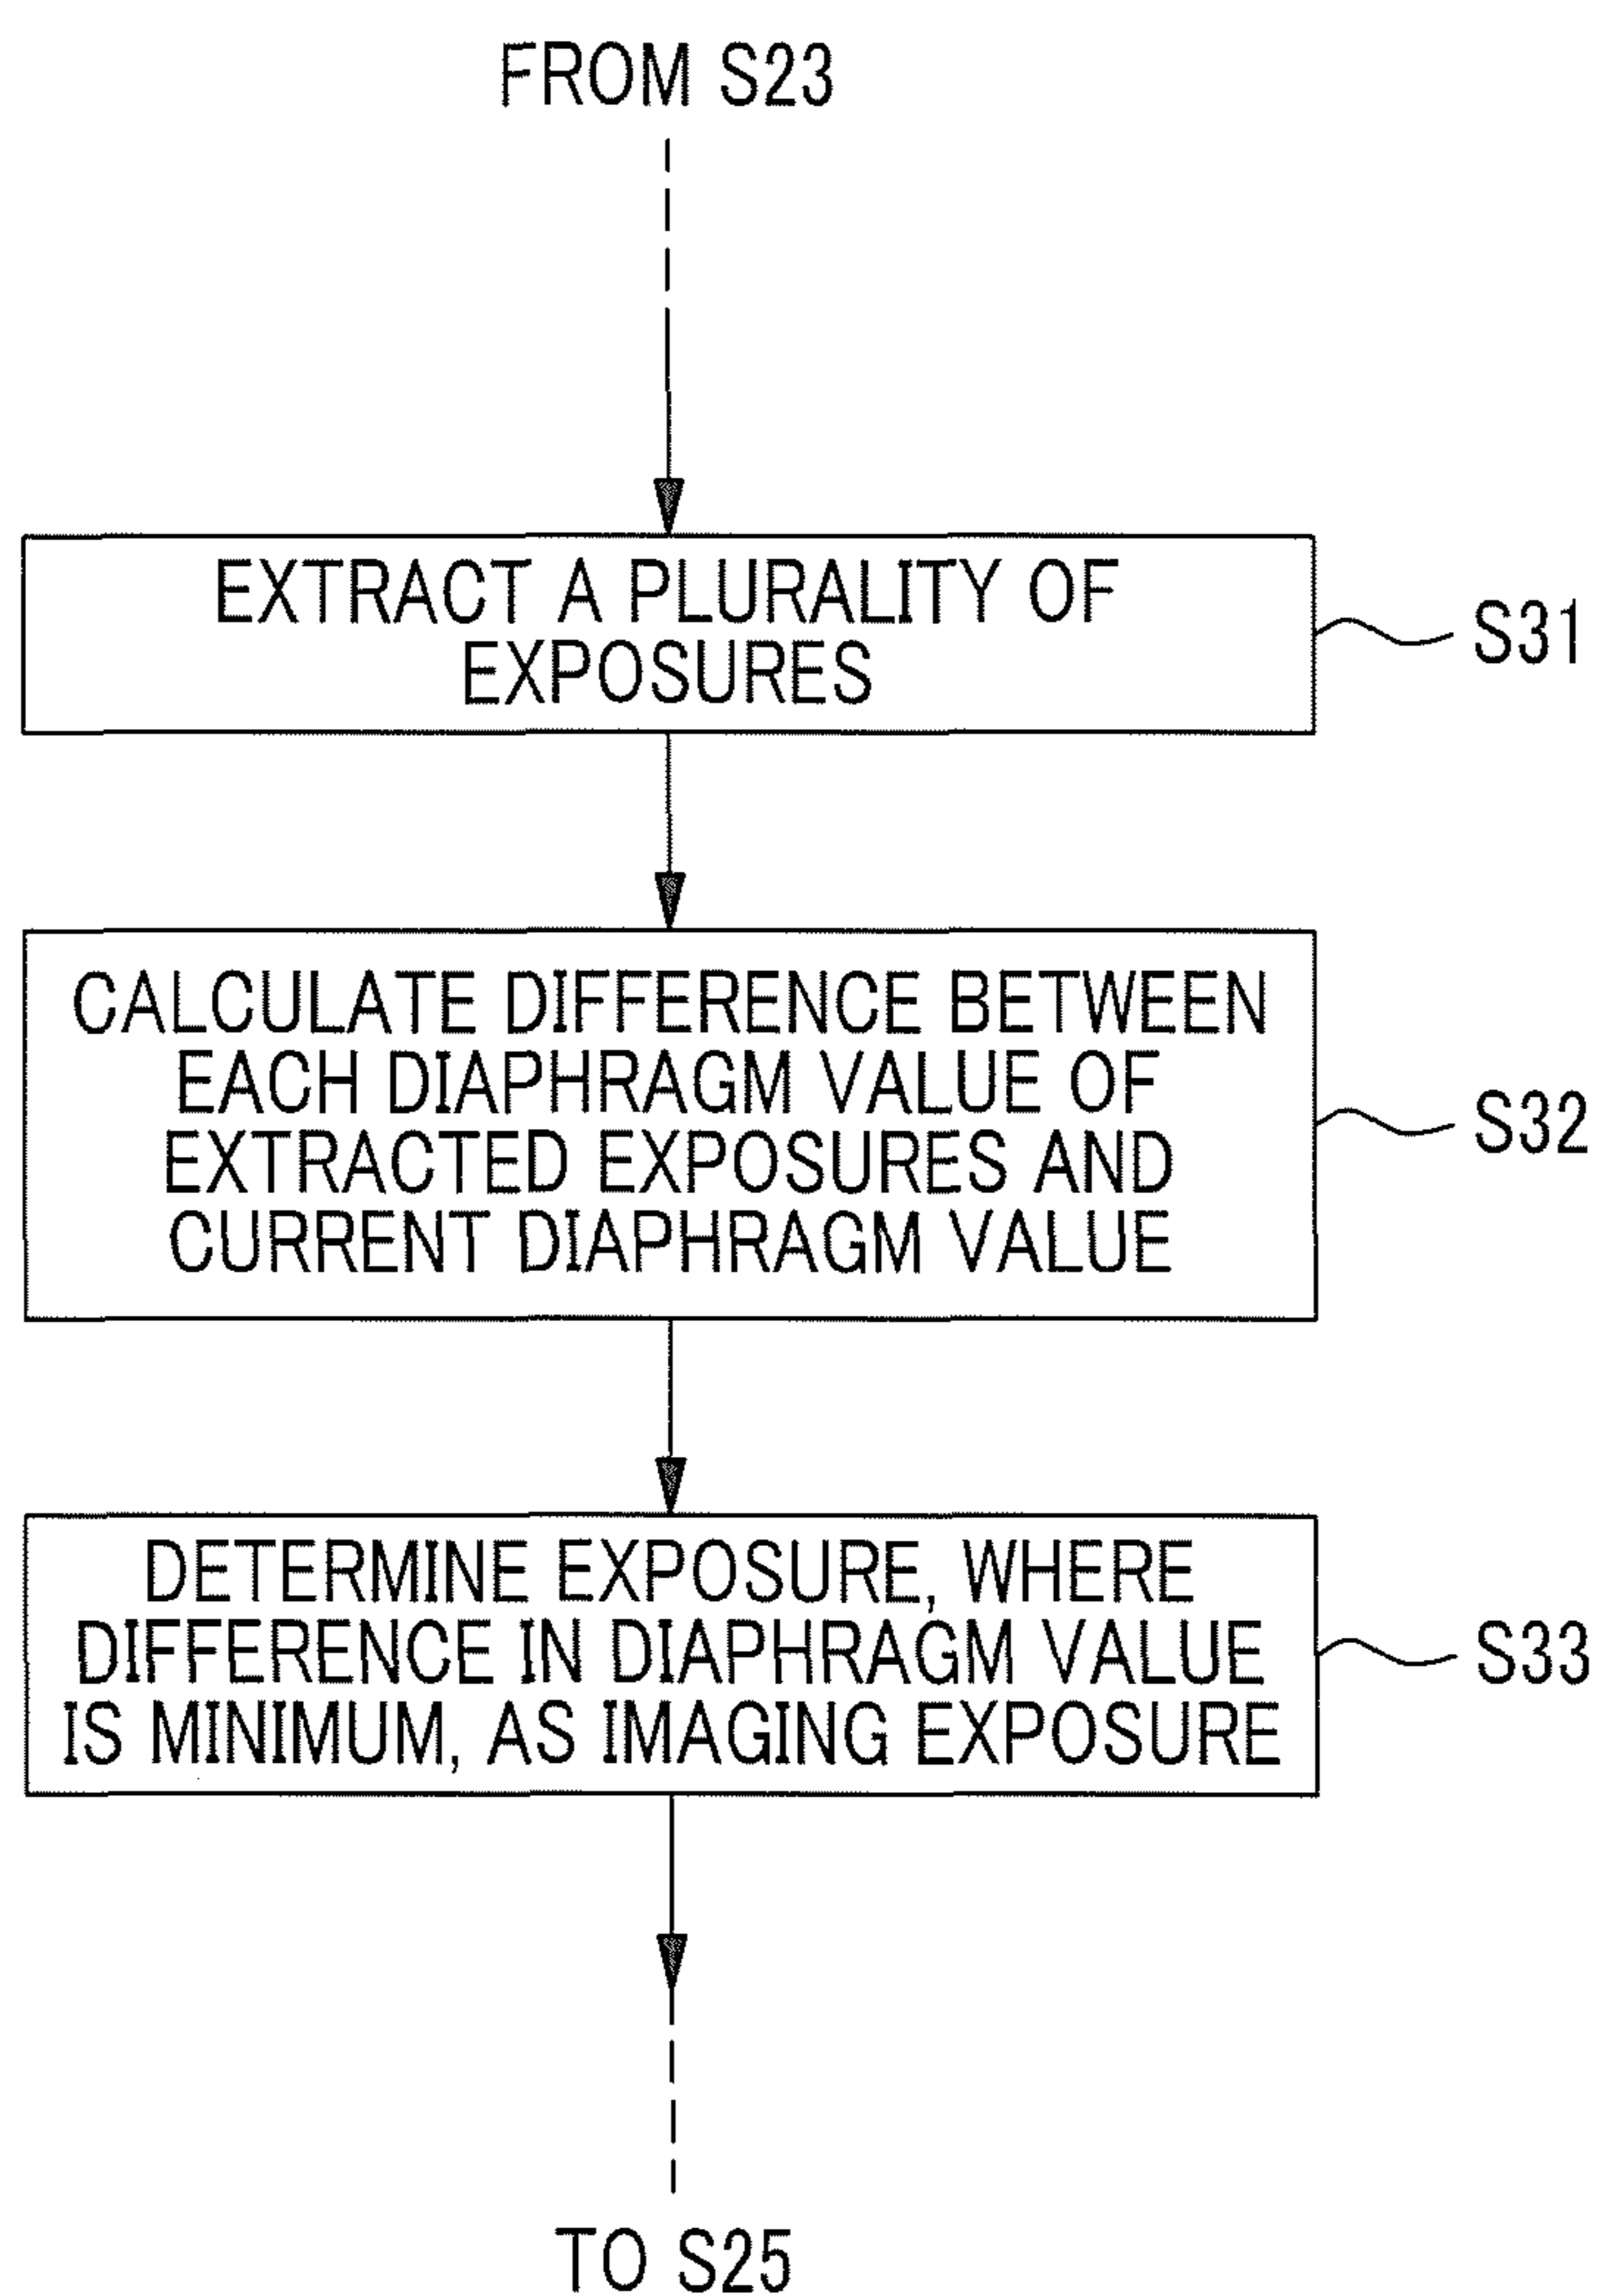 FROM S23
EXTRACT A PLURALITY OF
EXPOSURES
S31
CALCULATE DIFFERENCE BETWEEN
EACH DIAPHRAGM VALUE OF
EXTRACTED EXPOSURES AND
CURRENT DIAPHRAGM VALUE
S32
DETERMINE EXPOSURE, WHERE
DIFFERENCE IN DIAPHRAGM VALUE
IS MINIMUM, AS IMAGING EXPOSURE
S33
TO S25